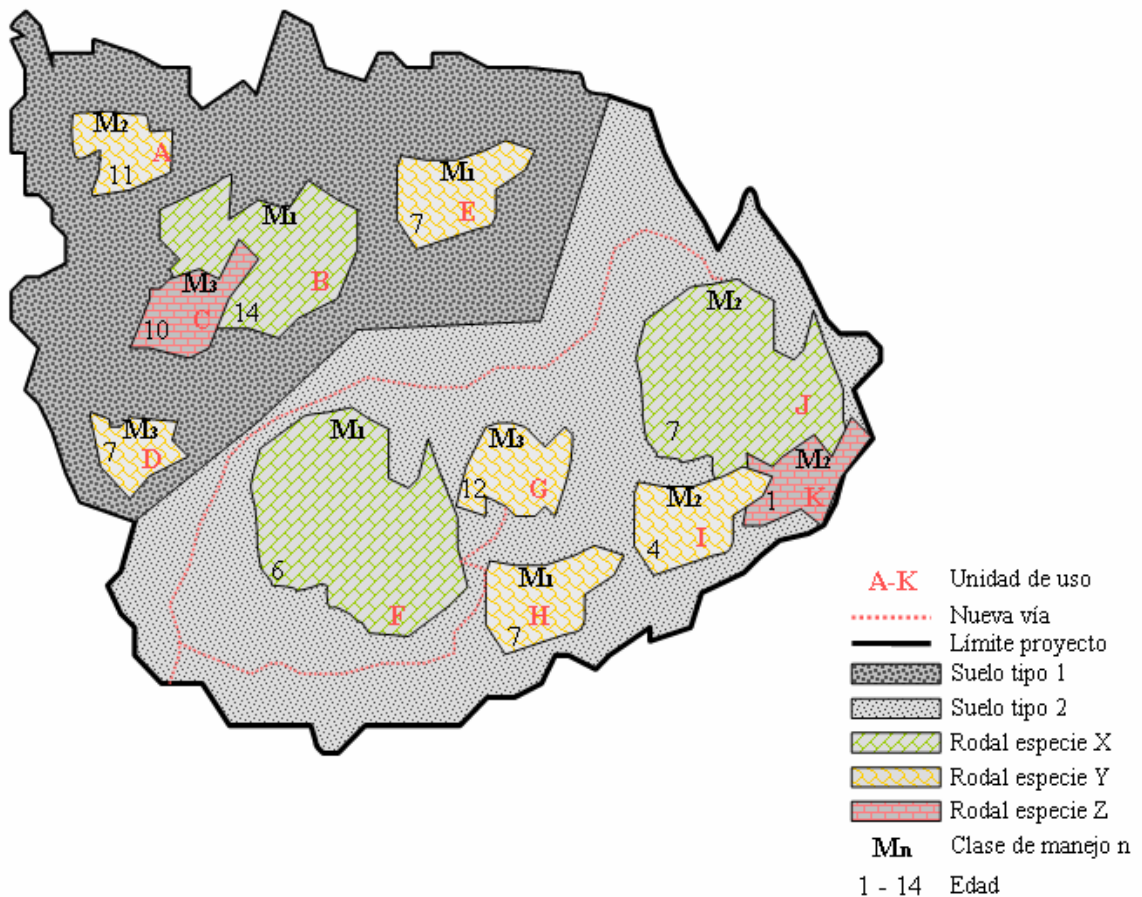 M2
A
11
M1
E
7
M1
B
14
M3
C
10
M2
J
7
M3
D
7
M1
F
6
M3
G
12
M2
K
1
M2
I
4
M1
H
7
A-K Unidad de uso
Nueva vía
Límite proyecto
Suelo tipo 1
Suelo tipo 2
Rodal especie X
Rodal especie Y
Rodal especie Z
Mn Clase de manejo n
1 - 14 Edad